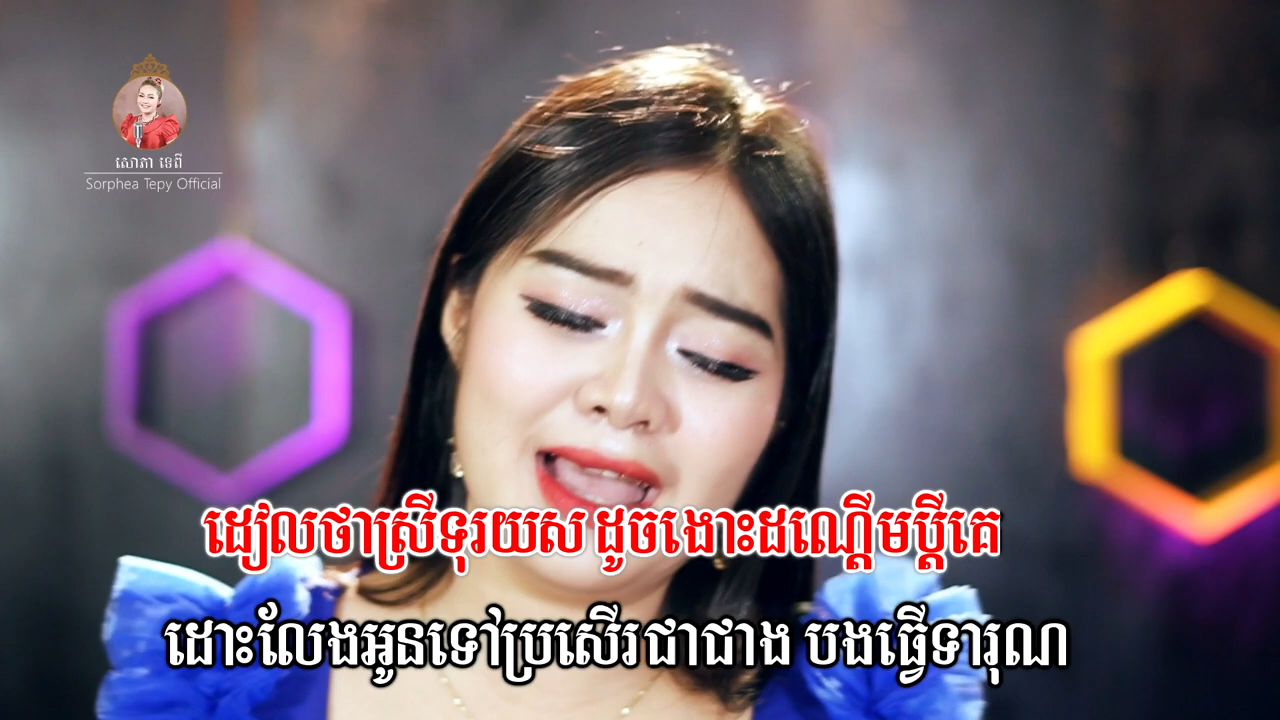 សោភា ទេពី
Sorphea Tepy Official
ដៀលថាស្រីទុរយស ដូចងោះដណ្ដើមប្ដីគេ
ដោះលែងអូនទៅប្រសើរជាជាង បងធ្វើទារុណ